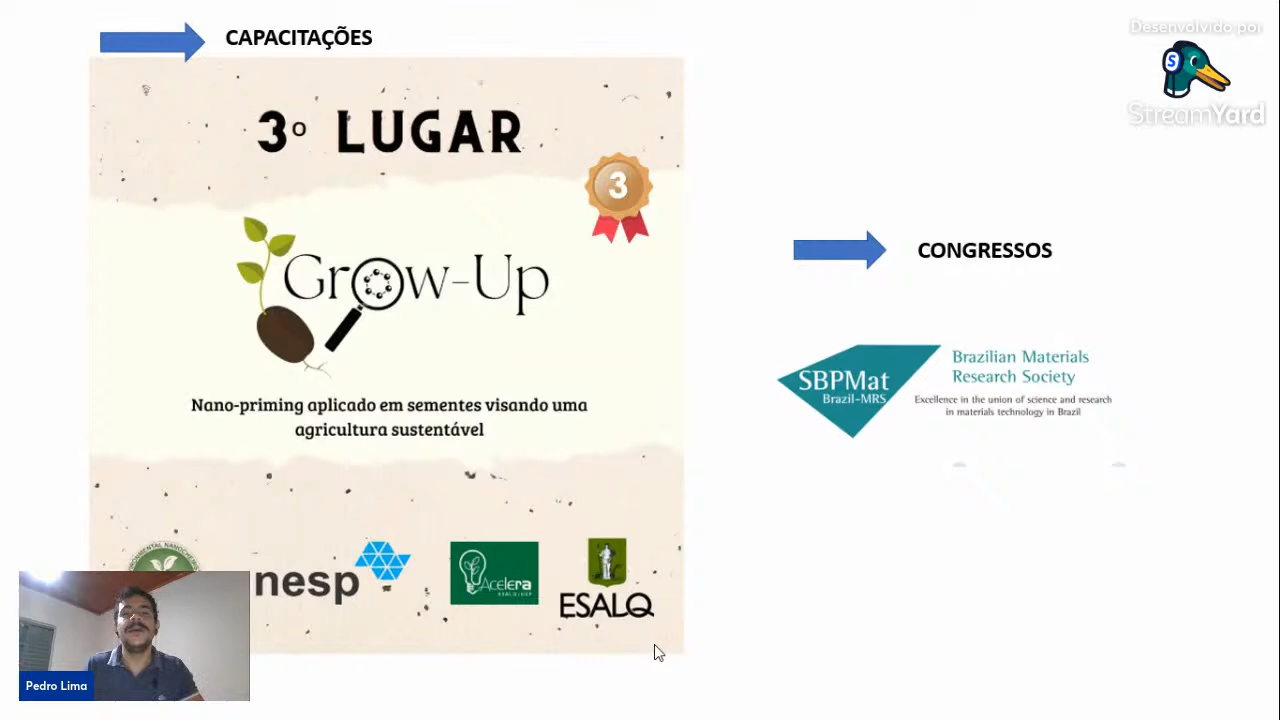 CAPACITAÇÕES
Desenvolvido por
S
StreamYard
3º LUGAR
3
Grow-Up
CONGRESSOS
SBPMat
Brazil-MRS
Brazilian Materials
Research Society
Excellence in the union of science and research
in materials technology in Brazil
Nano-priming aplicado em sementes visando uma
agricultura sustentável
nesp
Acelera
ESALQ/USP
ESALQ
Pedro Lima